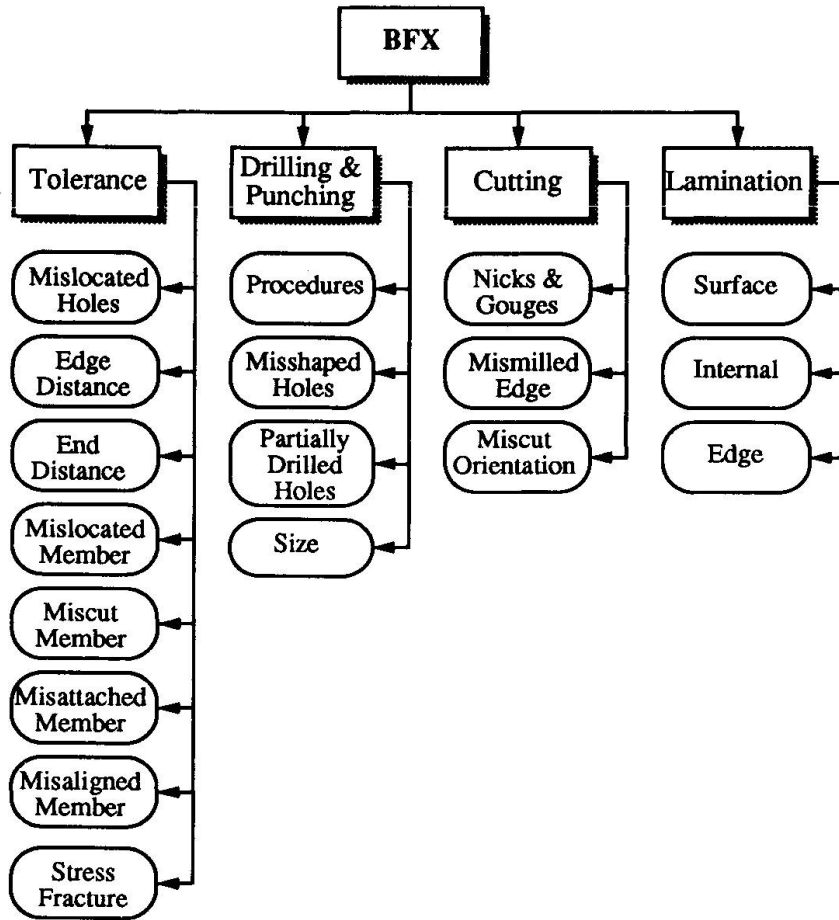 BFX
Tolerance
Mislocated
Holes
Edge
Distance
End
Distance
Mislocated
Member
Miscut
Member
Misattached
Member
Misaligned
Member
Stress
Fracture
Drilling &
Punching
Procedures
Misshaped
Holes
Partially
Drilled
Holes
Size
Cutting
Nicks &
Gouges
Mismilled
Edge
Miscut
Orientation
Lamination
Surface
Internal
Edge